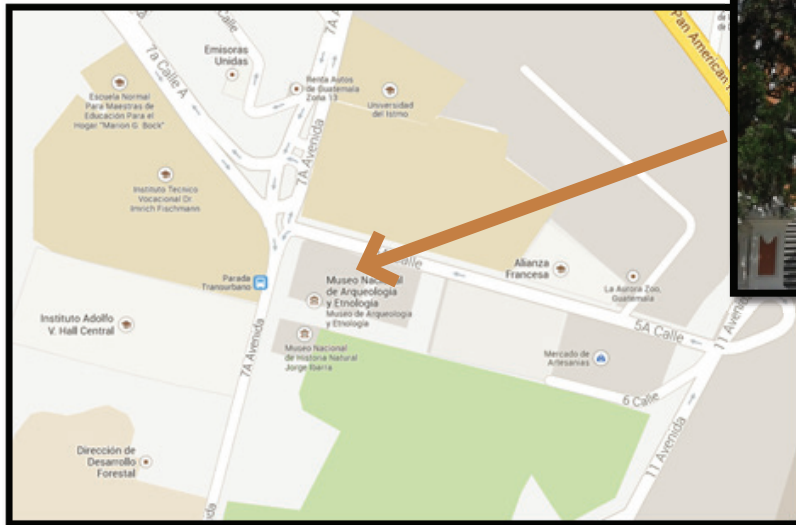 Calle
7A A
Pan American
7a Calle A
Emisoras
Unidas
Renta Autos
de Guatemala
Zona 13
Escuela Normal
Para Maestras de
Educación Para el
Hogar "Marion G. Bock"
Universidad
del Istmo
7A Avenida
Instituto Tecnico
Vocacional Dr.
Imrich Fischmann
Calle
Alianza
Francesa
La Aurora Zoo,
Guatemala
Parada
Transurbano
Museo Nacional
de Arqueología
y Etnología
Museo de Arqueología
y Etnología
Instituto Adolfo
V. Hall Central
5A Calle
11 Avenida
7A Avenida
Museo Nacional
de Historia Natural
Jorge Ibarra
Mercado de
Artesanías
6 Calle
11 Avenida
Dirección de
Desarrollo
Forestal